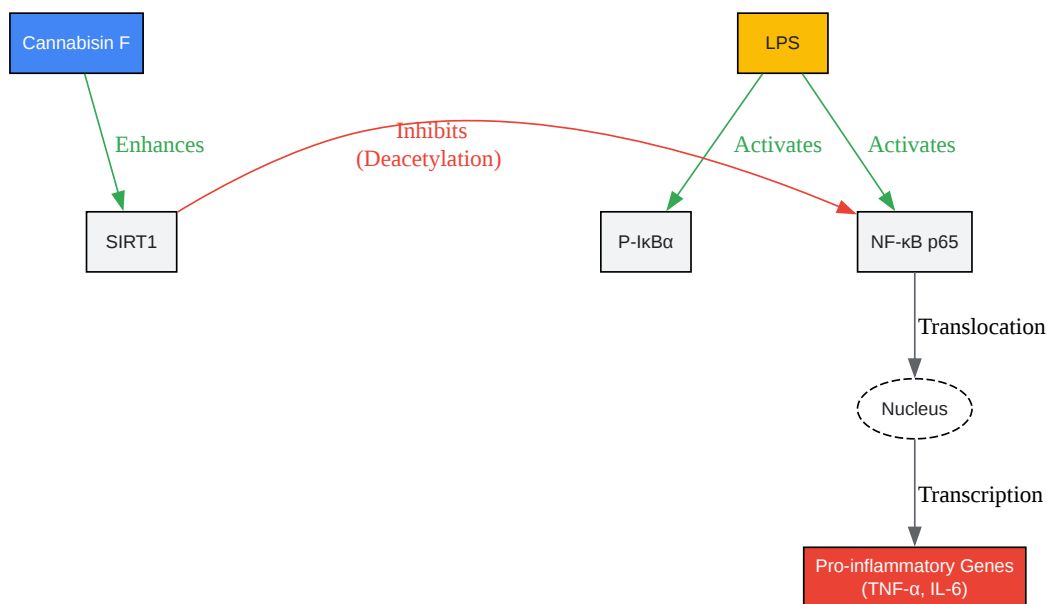 Cannabisin F
LPS
Enhances
Inhibits
(Deacetylation)
Activates
Activates
SIRT1
P-IκBα
NF-κB p65
Translocation
Nucleus
Transcription
Pro-inflammatory Genes
(TNF-α, IL-6)